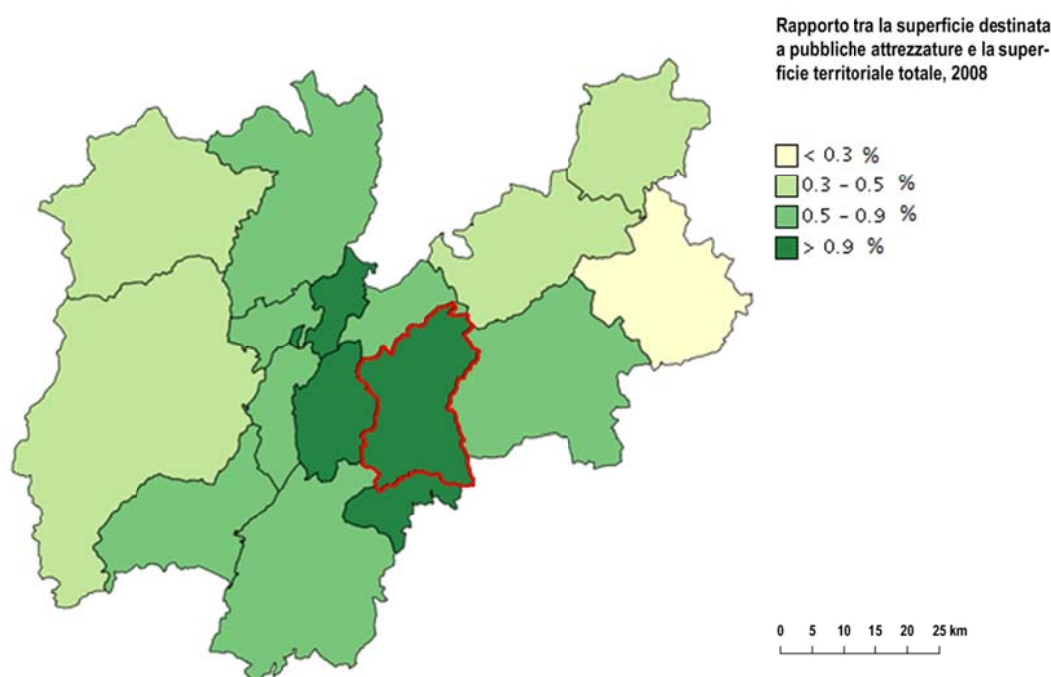 Rapporto tra la superficie destinata
a pubbliche attrezzature e la super-
ficie territoriale totale, 2008
< 0.3 %
0.3 – 0.5 %
0.5 – 0.9 %
> 0.9 %
0 5 10 15 20 25 km